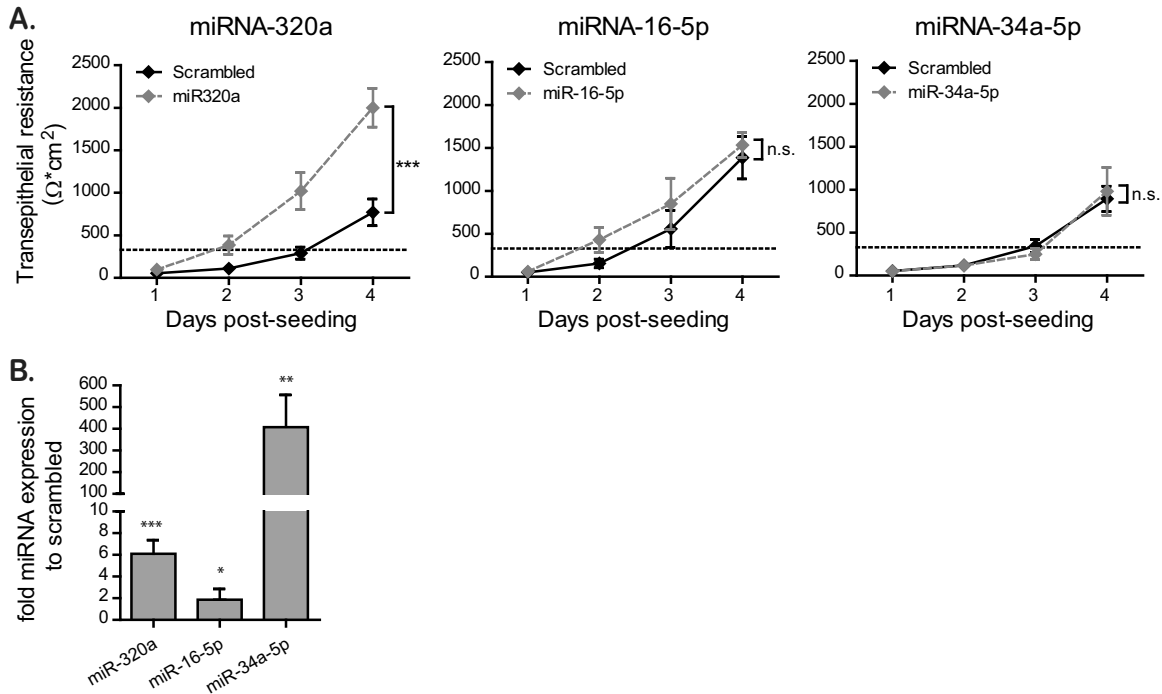 A.
miRNA-320a
Transepithelial resistance
(Ω*cm2)
2500
2000
1500
1000
500
0
Scrambled
miR320a
***
1 2 3 4
Days post-seeding
miRNA-16-5p
2500
2000
1500
1000
500
0
Scrambled
miR-16-5p
n.s.
1 2 3 4
Days post-seeding
miRNA-34a-5p
2500
2000
1500
1000
500
0
Scrambled
miR-34a-5p
n.s.
1 2 3 4
Days post-seeding
B.
fold miRNA expression
to scrambled
600
500
400
300
200
100
10
8
6
4
2
0
***
*
**
miR-320a
miR-16-5p
miR-34a-5p